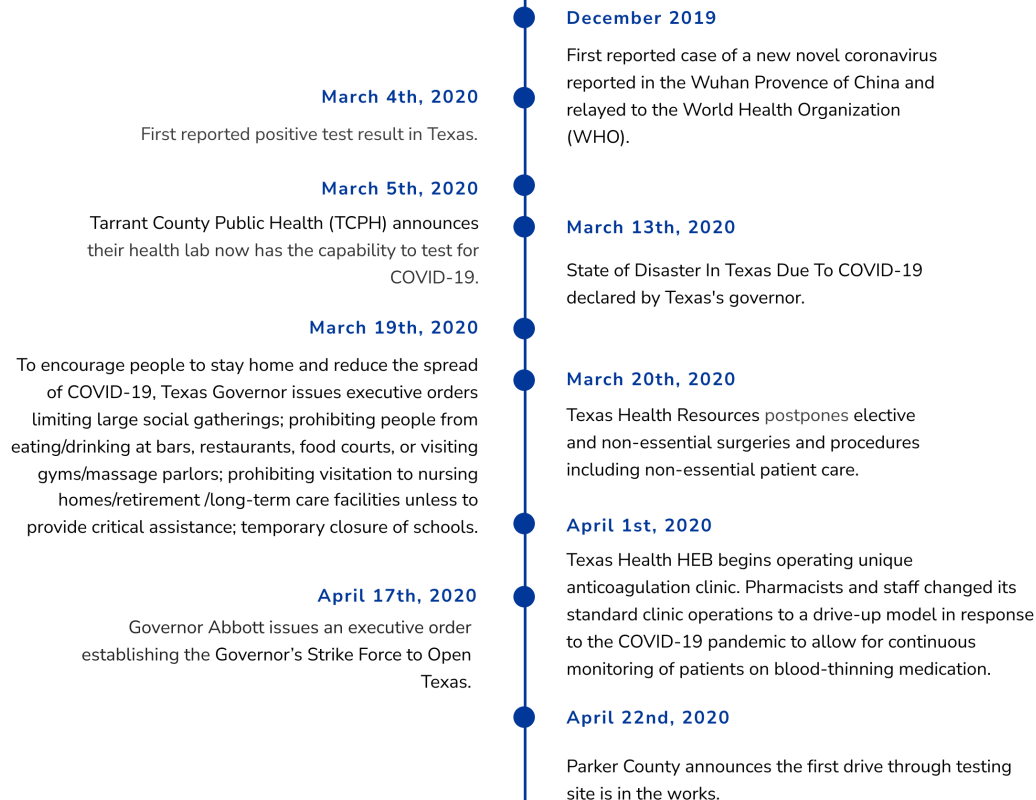 December 2019
First reported case of a new novel coronavirus
reported in the Wuhan Provence of China and
relayed to the World Health Organization
(WHO).
March 4th, 2020
First reported positive test result in Texas.
March 5th, 2020
Tarrant County Public Health (TCPH) announces
their health lab now has the capability to test for
COVID-19.
March 13th, 2020
State of Disaster In Texas Due To COVID-19
declared by Texas's governor.
March 19th, 2020
To encourage people to stay home and reduce the spread
of COVID-19, Texas Governor issues executive orders
limiting large social gatherings; prohibiting people from
eating/drinking at bars, restaurants, food courts, or visiting
gyms/massage parlors; prohibiting visitation to nursing
homes/retirement /long-term care facilities unless to
provide critical assistance; temporary closure of schools.
March 20th, 2020
Texas Health Resources postpones elective
and non-essential surgeries and procedures
including non-essential patient care.
April 1st, 2020
Texas Health HEB begins operating unique
anticoagulation clinic. Pharmacists and staff changed its
standard clinic operations to a drive-up model in response
to the COVID-19 pandemic to allow for continuous
monitoring of patients on blood-thinning medication.
April 17th, 2020
Governor Abbott issues an executive order
establishing the Governor’s Strike Force to Open
Texas.
April 22nd, 2020
Parker County announces the first drive through testing
site is in the works.